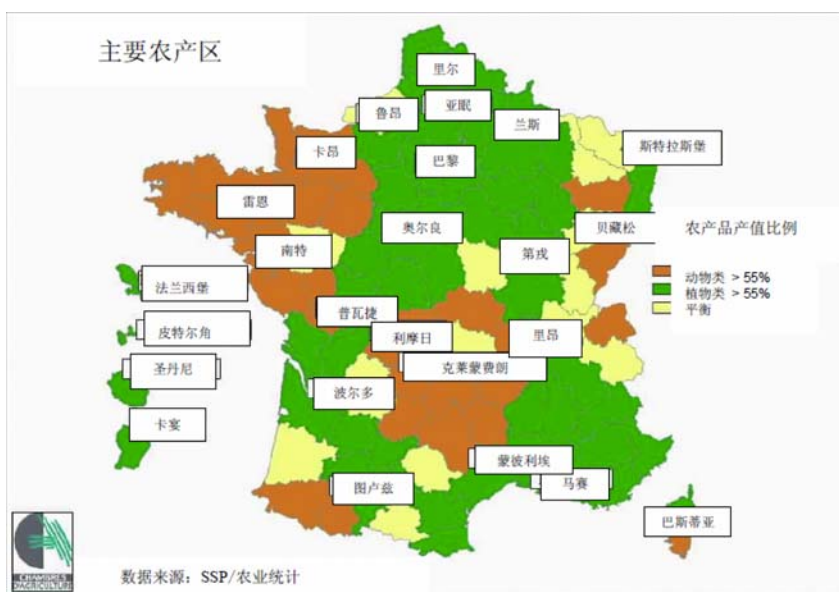 主要农产区
里尔
亚眠
鲁昂
兰斯
斯特拉斯堡
卡昂
巴黎
雷恩
奥尔良
贝藏松
农产品产值比例
南特
第戎
动物类 > 55%
植物类 > 55%
平衡
法兰西堡
普瓦捷
皮特尔角
利摩日
里昂
圣丹尼
克莱蒙费朗
波尔多
卡宴
蒙彼利埃
图卢兹
马赛
巴斯蒂亚
CHAMBRES
D'AGRICULTURE
数据来源：SSP/农业统计